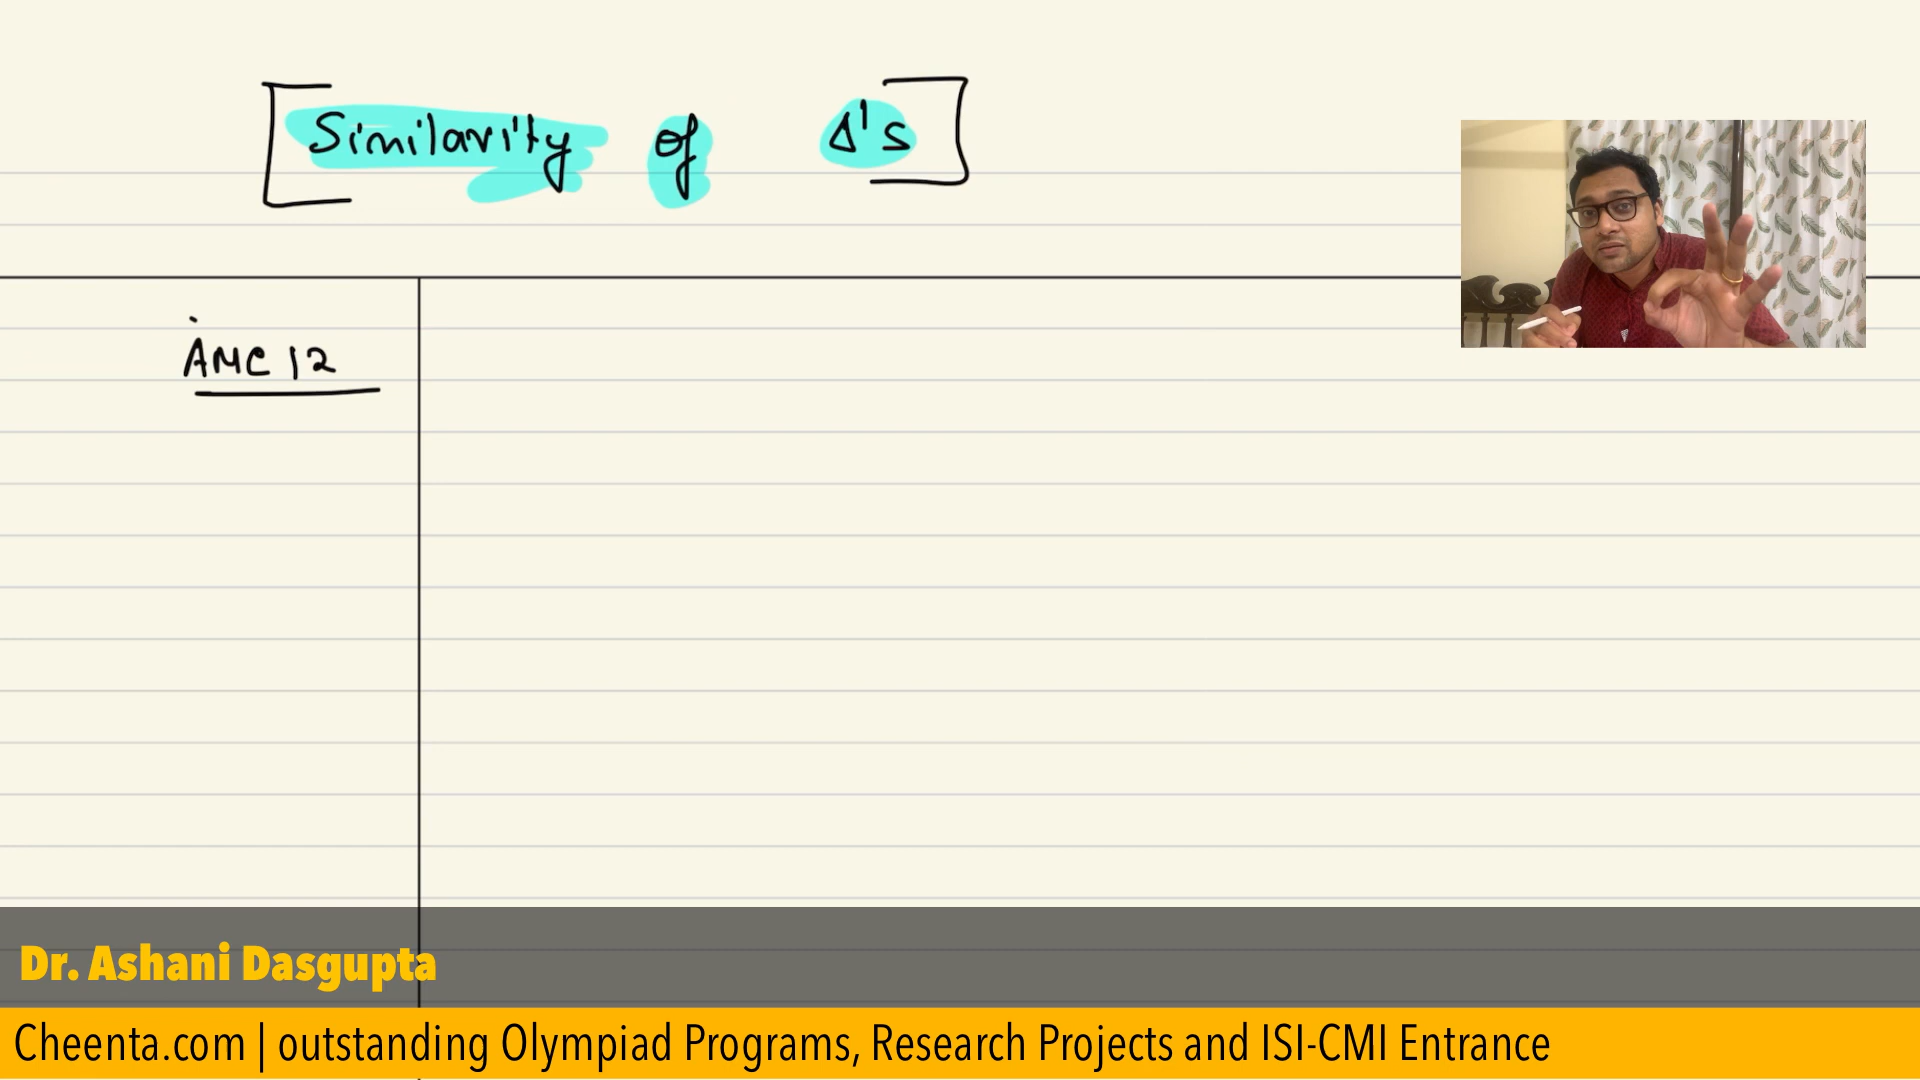 Similarity of Δ's
AMC 12
Dr. Ashani Dasgupta
Cheenta.com | outstanding Olympiad Programs, Research Projects and ISI-CMI Entrance